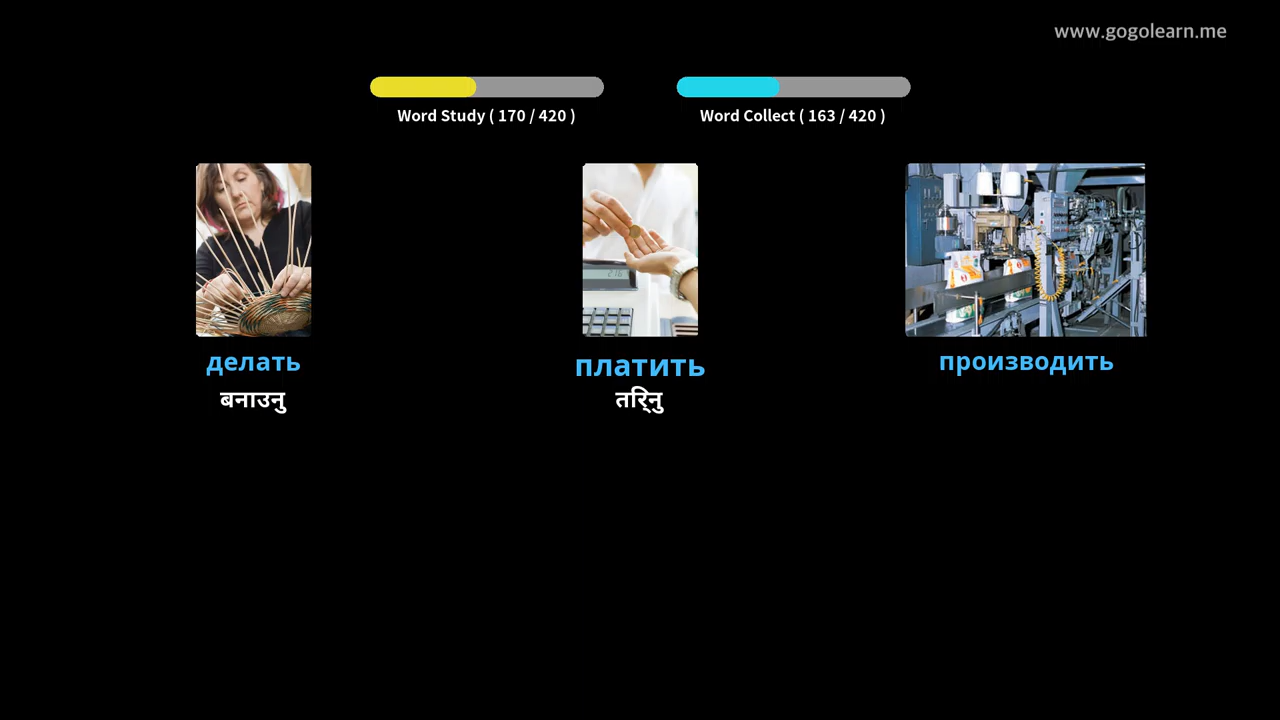 www.gogolearn.me
Word Study ( 170 / 420 )
Word Collect ( 163 / 420 )
делать
платить
производить
बनाउनु
तिर्नु